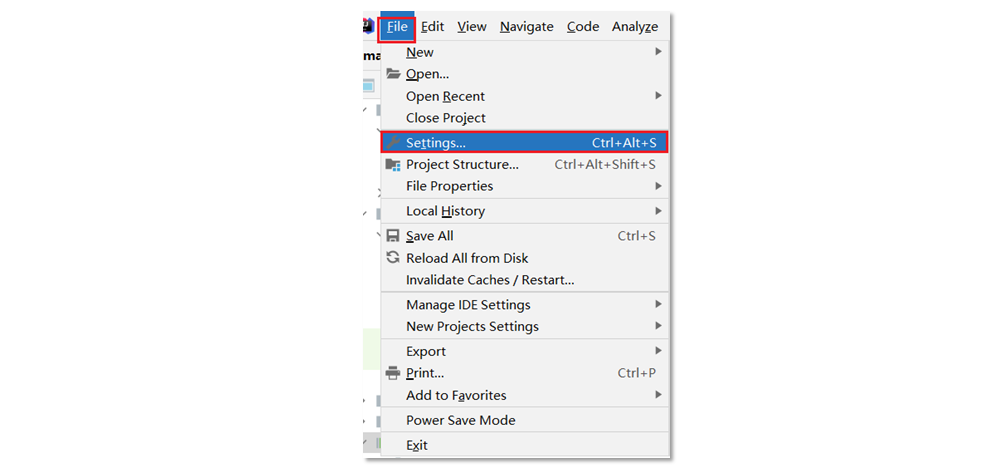 File Edit View Navigate Code Analyze
ma
New
Open...
Open Recent
Close Project
Settings... Ctrl+Alt+S
Project Structure... Ctrl+Alt+Shift+S
File Properties
Local History
Save All Ctrl+S
Reload All from Disk
Invalidate Caches / Restart...
Manage IDE Settings
New Projects Settings
Export
Print... Ctrl+P
Add to Favorites
Power Save Mode
Exit